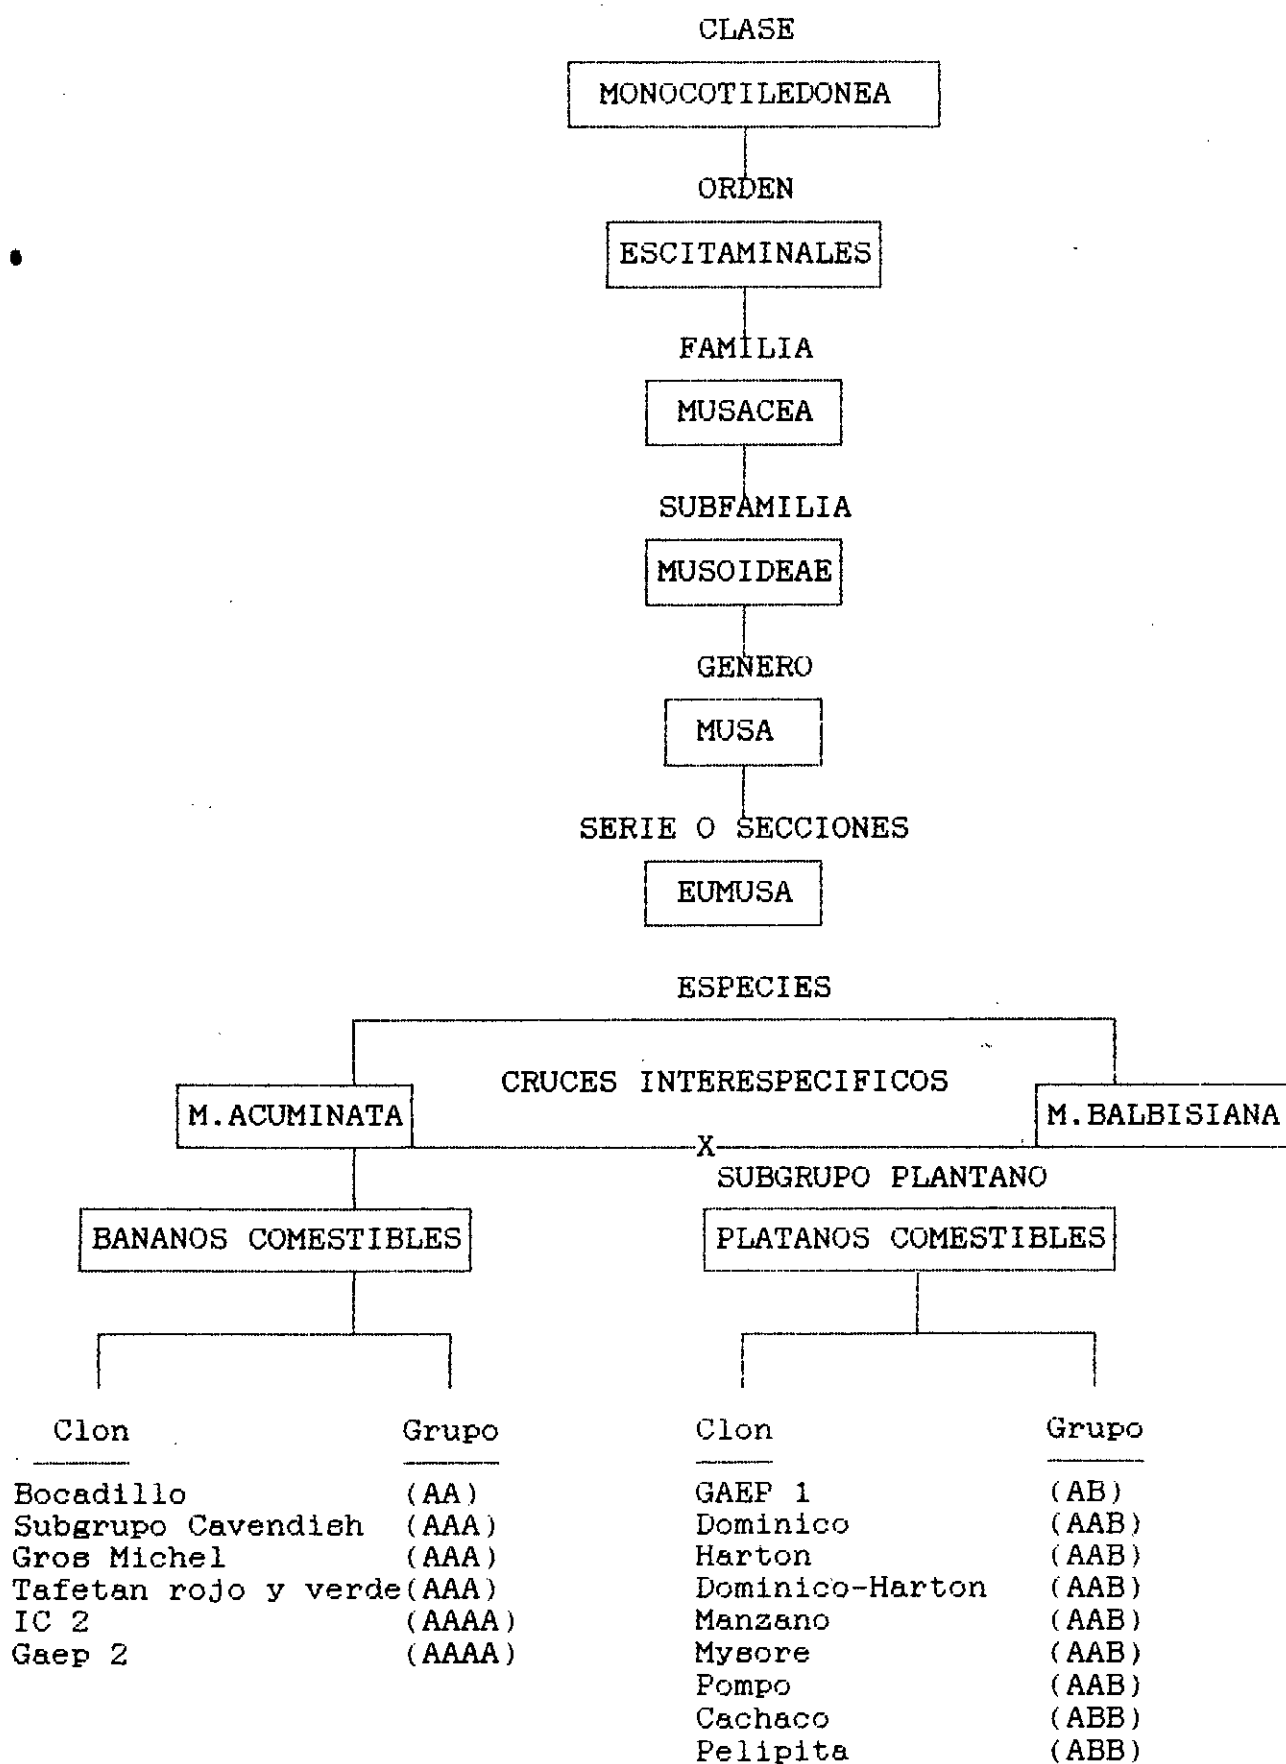 CLASE
MONOCOTILEDONEA
ORDEN
ESCITAMINALES
FAMILIA
MUSACEA
SUBFAMILIA
MUSOIDEAE
GENERO
MUSA
SERIE O SECCIONES
EUMUSA
ESPECIES
CRUCES INTERESPECIFICOS
M.ACUMINATA M.BALBISIANA
X
SUBGRUPO PLANTANO
BANANOS COMESTIBLES PLATANOS COMESTIBLES
Clon Grupo Clon Grupo
Bocadillo (AA) GAEP 1 (AB)
Subgrupo Cavendish (AAA) Dominico (AAB)
Gros Michel (AAA) Harton (AAB)
Tafetan rojo y verde(AAA) Dominico-Harton (AAB)
IC 2 (AAAA) Manzano (AAB)
Gaep 2 (AAAA) Mysore (AAB)
Pompo (AAB)
Cachaco (ABB)
Pelipita (ABB)